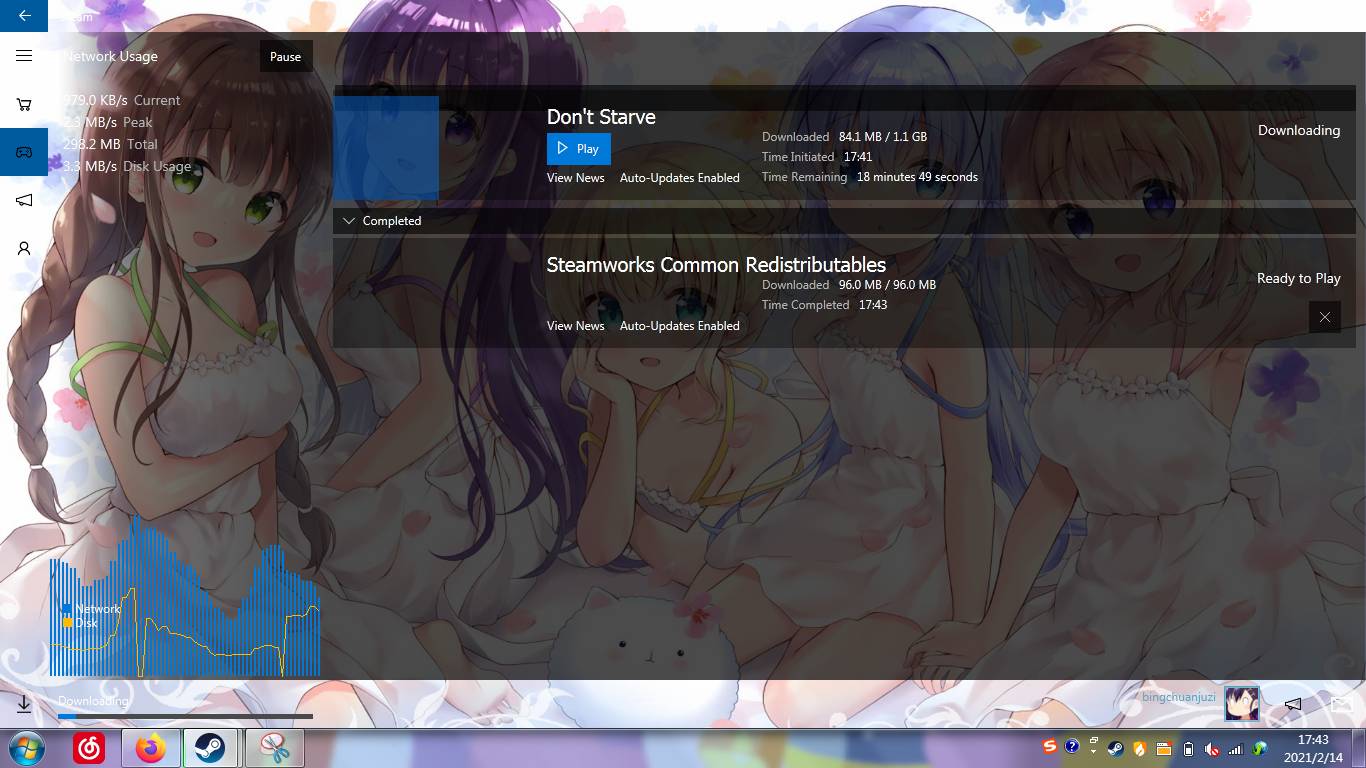 Network Usage
Pause
979.0 KB/s Current
2.3 MB/s Peak
298.2 MB Total
3.3 MB/s Disk Usage
Don't Starve
Play
View News Auto-Updates Enabled
Downloaded 84.1 MB / 1.1 GB
Time Initiated 17:41
Time Remaining 18 minutes 49 seconds
Downloading
Completed
Steamworks Common Redistributables
Downloaded 96.0 MB / 96.0 MB
Time Completed 17:43
View News Auto-Updates Enabled
Ready to Play
Network
Disk
Downloading
bingchuanjuzi
17:43
2021/2/14